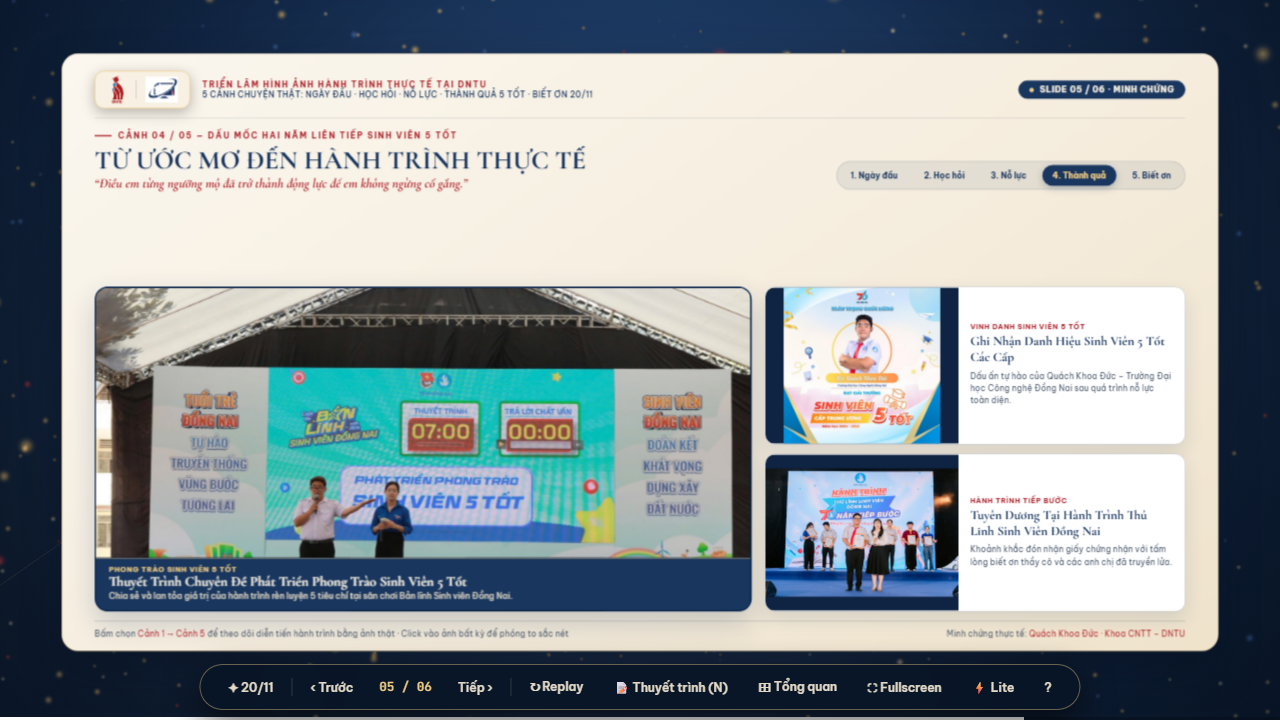 TRIỂN LÃM HÌNH ẢNH HÀNH TRÌNH THỰC TẾ TẠI DNTU
5 CẢNH CHUYỆN THẬT: NGÀY ĐẦU · HỌC HỎI · NỖ LỰC · THÀNH QUẢ 5 TỐT · BIẾT ƠN 20/11
SLIDE 05 / 06 · MINH CHỨNG
CẢNH 04 / 05 – DẤU MỐC HAI NĂM LIÊN TIẾP SINH VIÊN 5 TỐT
TỪ ƯỚC MƠ ĐẾN HÀNH TRÌNH THỰC TẾ
“Điều em từng ngưỡng mộ đã trở thành động lực để em không ngừng cố gắng.”
1. Ngày đầu
2. Học hỏi
3. Nỗ lực
4. Thành quả
5. Biết ơn
TUỔI TRẺ
ĐỒNG NAI
TỰ HÀO
TRUYỀN THỐNG
VỮNG BƯỚC
TƯƠNG LAI
BẢN LĨNH
SINH VIÊN ĐỒNG NAI
THUYẾT TRÌNH
07:00
TRẢ LỜI CHẤT VẤN
00:00
PHÁT TRIỂN PHONG TRÀO
VIÊN 5 TỐT
SINH VIÊN
ĐỒNG NAI
ĐOÀN KẾT
KHÁT VỌNG
DỰNG XÂY
ĐẤT NƯỚC
PHONG TRÀO SINH VIÊN 5 TỐT
Thuyết Trình Chuyên Đề Phát Triển Phong Trào Sinh Viên 5 Tốt
Chia sẻ và lan tỏa giá trị của hành trình rèn luyện 5 tiêu chí tại sân chơi Bản lĩnh Sinh viên Đồng Nai.
SINH VIÊN
5 TỐT
VINH DANH SINH VIÊN 5 TỐT
Ghi Nhận Danh Hiệu Sinh Viên 5 Tốt
Các Cấp
Dấu ấn tự hào của Quách Khoa Đức – Trường Đại
học Công nghệ Đồng Nai sau quá trình nỗ lực
toàn diện.
HÀNH TRÌNH
HÀNH TRÌNH TIẾP BƯỚC
Tuyên Dương Tại Hành Trình Thủ
Lĩnh Sinh Viên Đồng Nai
Khoảnh khắc đón nhận giấy chứng nhận với tấm
lòng biết ơn thầy cô và các anh chị đã truyền lửa.
Bấm chọn Cảnh 1 → Cảnh 5 để theo dõi diễn tiến hành trình bằng ảnh thật · Click vào ảnh bất kỳ để phóng to sắc nét
Minh chứng thực tế: Quách Khoa Đức · Khoa CNTT – DNTU
✦ 20/11
‹ Trước
05 / 06
Tiếp ›
↻ Replay
📝 Thuyết trình (N)
Tổng quan
Fullscreen
⚡ Lite
?